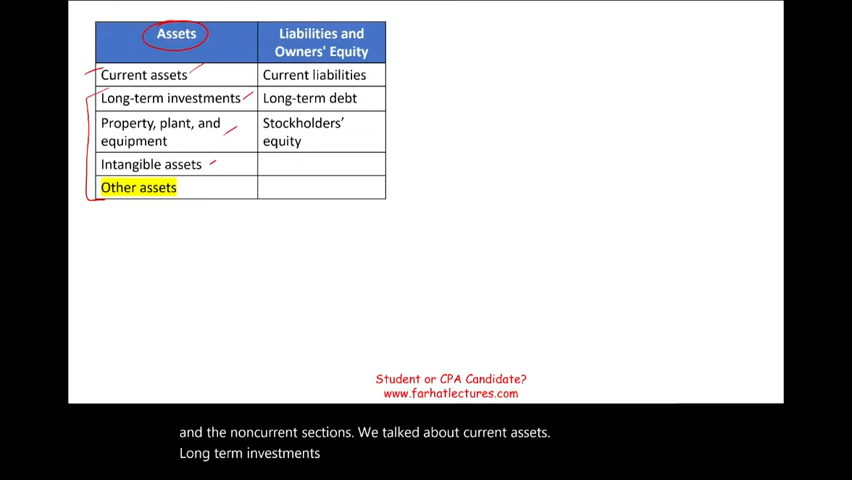 Assets
Liabilities and
Owners' Equity
Current assets
Current liabilities
Long-term investments
Long-term debt
Property, plant, and
equipment
Stockholders’
equity
Intangible assets
Other assets
Student or CPA Candidate?
www.farhatlectures.com
and the noncurrent sections. We talked about current assets.
Long term investments